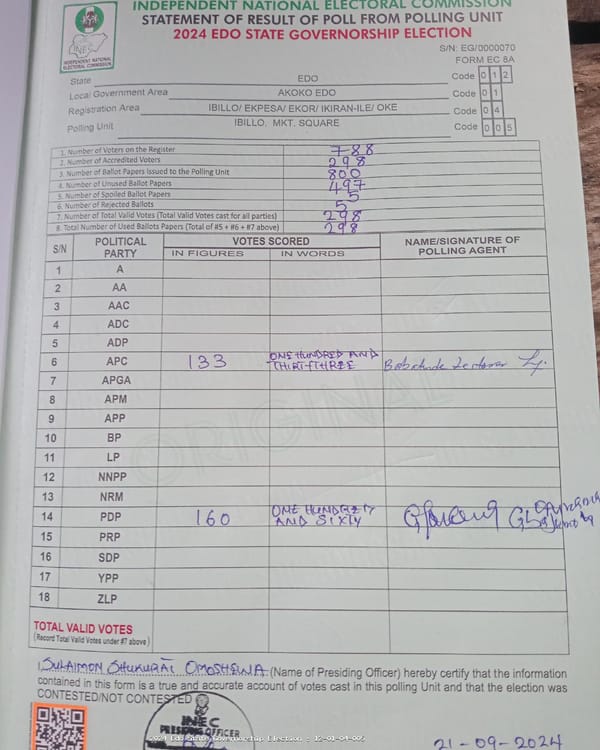 INDEPENDENT NATIONAL ELECTORAL COMMISSION
STATEMENT OF RESULT OF POLL FROM POLLING UNIT
2024 EDO STATE GOVERNORSHIP ELECTION
INEC
INDEPENDENT NATIONAL ELECTORAL COMMISSION
S/N: EG/0000070
FORM EC 8A
State EDO Code 0 1 2
Local Government Area AKOKO EDO Code 0 1
Registration Area IBILLO/ EKPESA/ EKOR/ IKIRAN-ILE/ OKE Code 0 4
Polling Unit IBILLO, MKT. SQUARE Code 0 0 5
1. Number of Voters on the Register 788
2. Number of Accredited Voters 298
3. Number of Ballot Papers Issued to the Polling Unit 800
4. Number of Unused Ballot Papers 497
5. Number of Spoiled Ballot Papers 5
6. Number of Rejected Ballots 5
7. Number of Total Valid Votes (Total Valid Votes cast for all parties) 298
8. Total Number of Used Ballots Papers (Total of #5 + #6 + #7 above) 298
S/N POLITICAL PARTY VOTES SCORED NAME/SIGNATURE OF POLLING AGENT
IN FIGURES IN WORDS
1 A
2 AA
3 AAC
4 ADC
5 ADP
6 APC 133 ONE HUNDRED AND THIRTYTHREE
7 APGA
8 APM
9 APP
10 BP
11 LP
12 NNPP
13 NRM
14 PDP 160 ONE HUNDRED AND SIXTY
15 PRP
16 SDP
17 YPP
18 ZLP
ORIGINAL
TOTAL VALID VOTES
(Record Total Valid Votes under #7 above)
I SULAIMON SHUKURAT OMOSHEWA (Name of Presiding Officer) hereby certify that the information
contained in this form is a true and accurate account of votes cast in this polling Unit and that the election was
CONTESTED/NOT CONTESTED
INEC
PRESIDING OFFICER
2024 Edo State Governorship Election : 12-01-04-005
21-09-2024